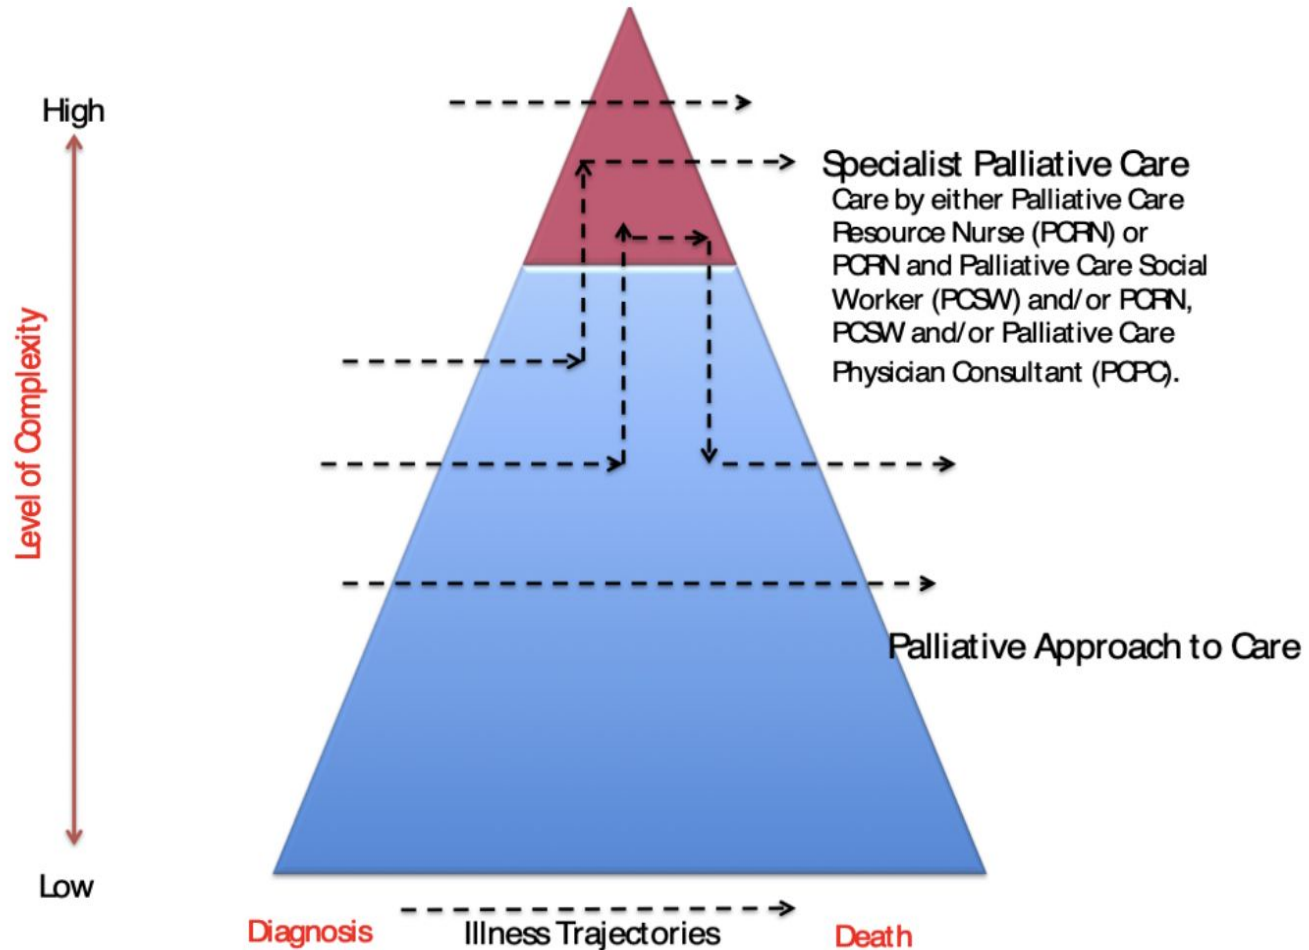 High
Specialist Palliative Care
Care by either Palliative Care
Resource Nurse (PCRN) or
PCRN and Palliative Care Social
Worker (PCSW) and/or PCRN,
PCSW and/or Palliative Care
Physician Consultant (PCPC).
Level of Complexity
Palliative Approach to Care
Low
Diagnosis
Illness Trajectories
Death